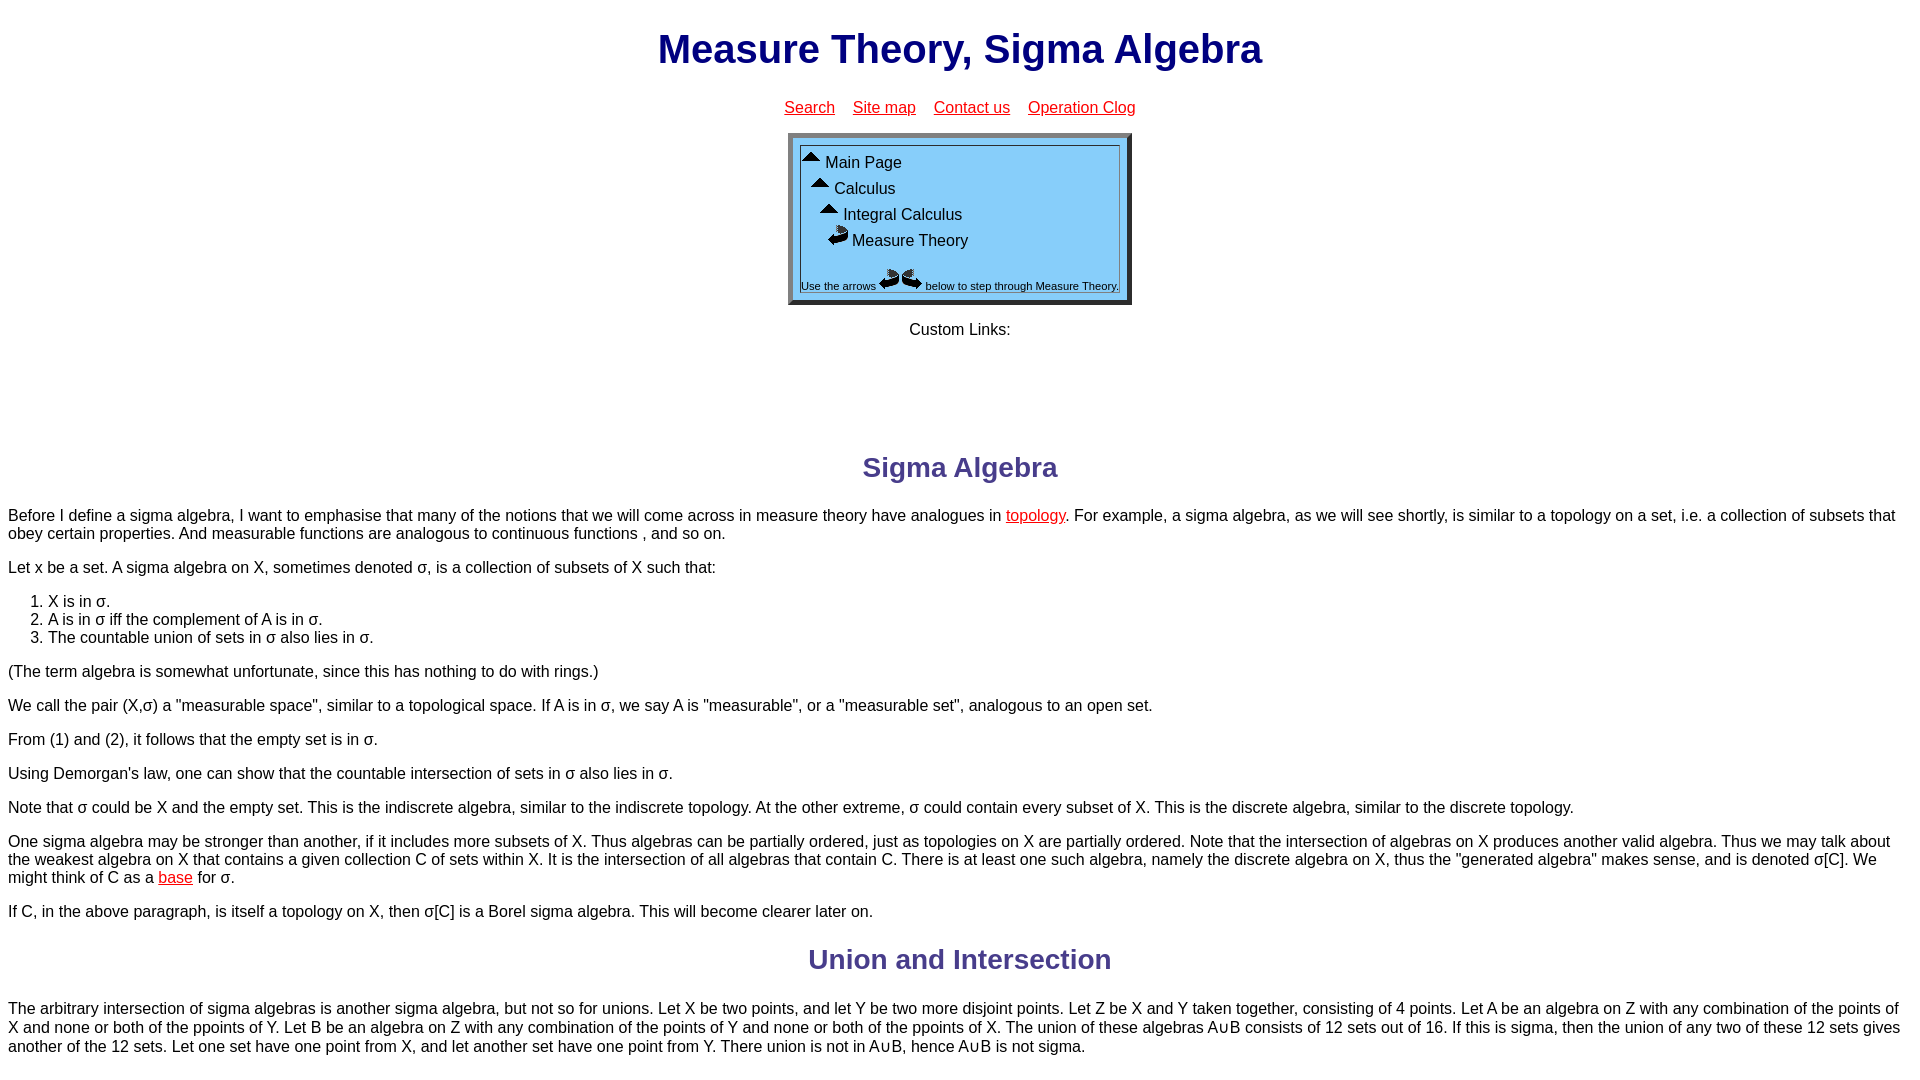 Measure Theory, Sigma Algebra
Search Site map Contact us Operation Clog
Main Page
Calculus
Integral Calculus
Measure Theory
Use the arrows below to step through Measure Theory.
Custom Links:
Sigma Algebra
Before I define a sigma algebra, I want to emphasise that many of the notions that we will come across in measure theory have analogues in topology. For example, a sigma algebra, as we will see shortly, is similar to a topology on a set, i.e. a collection of subsets that
obey certain properties. And measurable functions are analogous to continuous functions , and so on.
Let x be a set. A sigma algebra on X, sometimes denoted σ, is a collection of subsets of X such that:
1. X is in σ.
2. A is in σ iff the complement of A is in σ.
3. The countable union of sets in σ also lies in σ.
(The term algebra is somewhat unfortunate, since this has nothing to do with rings.)
We call the pair (X,σ) a "measurable space", similar to a topological space. If A is in σ, we say A is "measurable", or a "measurable set", analogous to an open set.
From (1) and (2), it follows that the empty set is in σ.
Using Demorgan's law, one can show that the countable intersection of sets in σ also lies in σ.
Note that σ could be X and the empty set. This is the indiscrete algebra, similar to the indiscrete topology. At the other extreme, σ could contain every subset of X. This is the discrete algebra, similar to the discrete topology.
One sigma algebra may be stronger than another, if it includes more subsets of X. Thus algebras can be partially ordered, just as topologies on X are partially ordered. Note that the intersection of algebras on X produces another valid algebra. Thus we may talk about
the weakest algebra on X that contains a given collection C of sets within X. It is the intersection of all algebras that contain C. There is at least one such algebra, namely the discrete algebra on X, thus the "generated algebra" makes sense, and is denoted σ[C]. We
might think of C as a base for σ.
If C, in the above paragraph, is itself a topology on X, then σ[C] is a Borel sigma algebra. This will become clearer later on.
Union and Intersection
The arbitrary intersection of sigma algebras is another sigma algebra, but not so for unions. Let X be two points, and let Y be two more disjoint points. Let Z be X and Y taken together, consisting of 4 points. Let A be an algebra on Z with any combination of the points of
X and none or both of the ppoints of Y. Let B be an algebra on Z with any combination of the points of Y and none or both of the ppoints of X. The union of these algebras A∪B consists of 12 sets out of 16. If this is sigma, then the union of any two of these 12 sets gives
another of the 12 sets. Let one set have one point from X, and let another set have one point from Y. There union is not in A∪B, hence A∪B is not sigma.